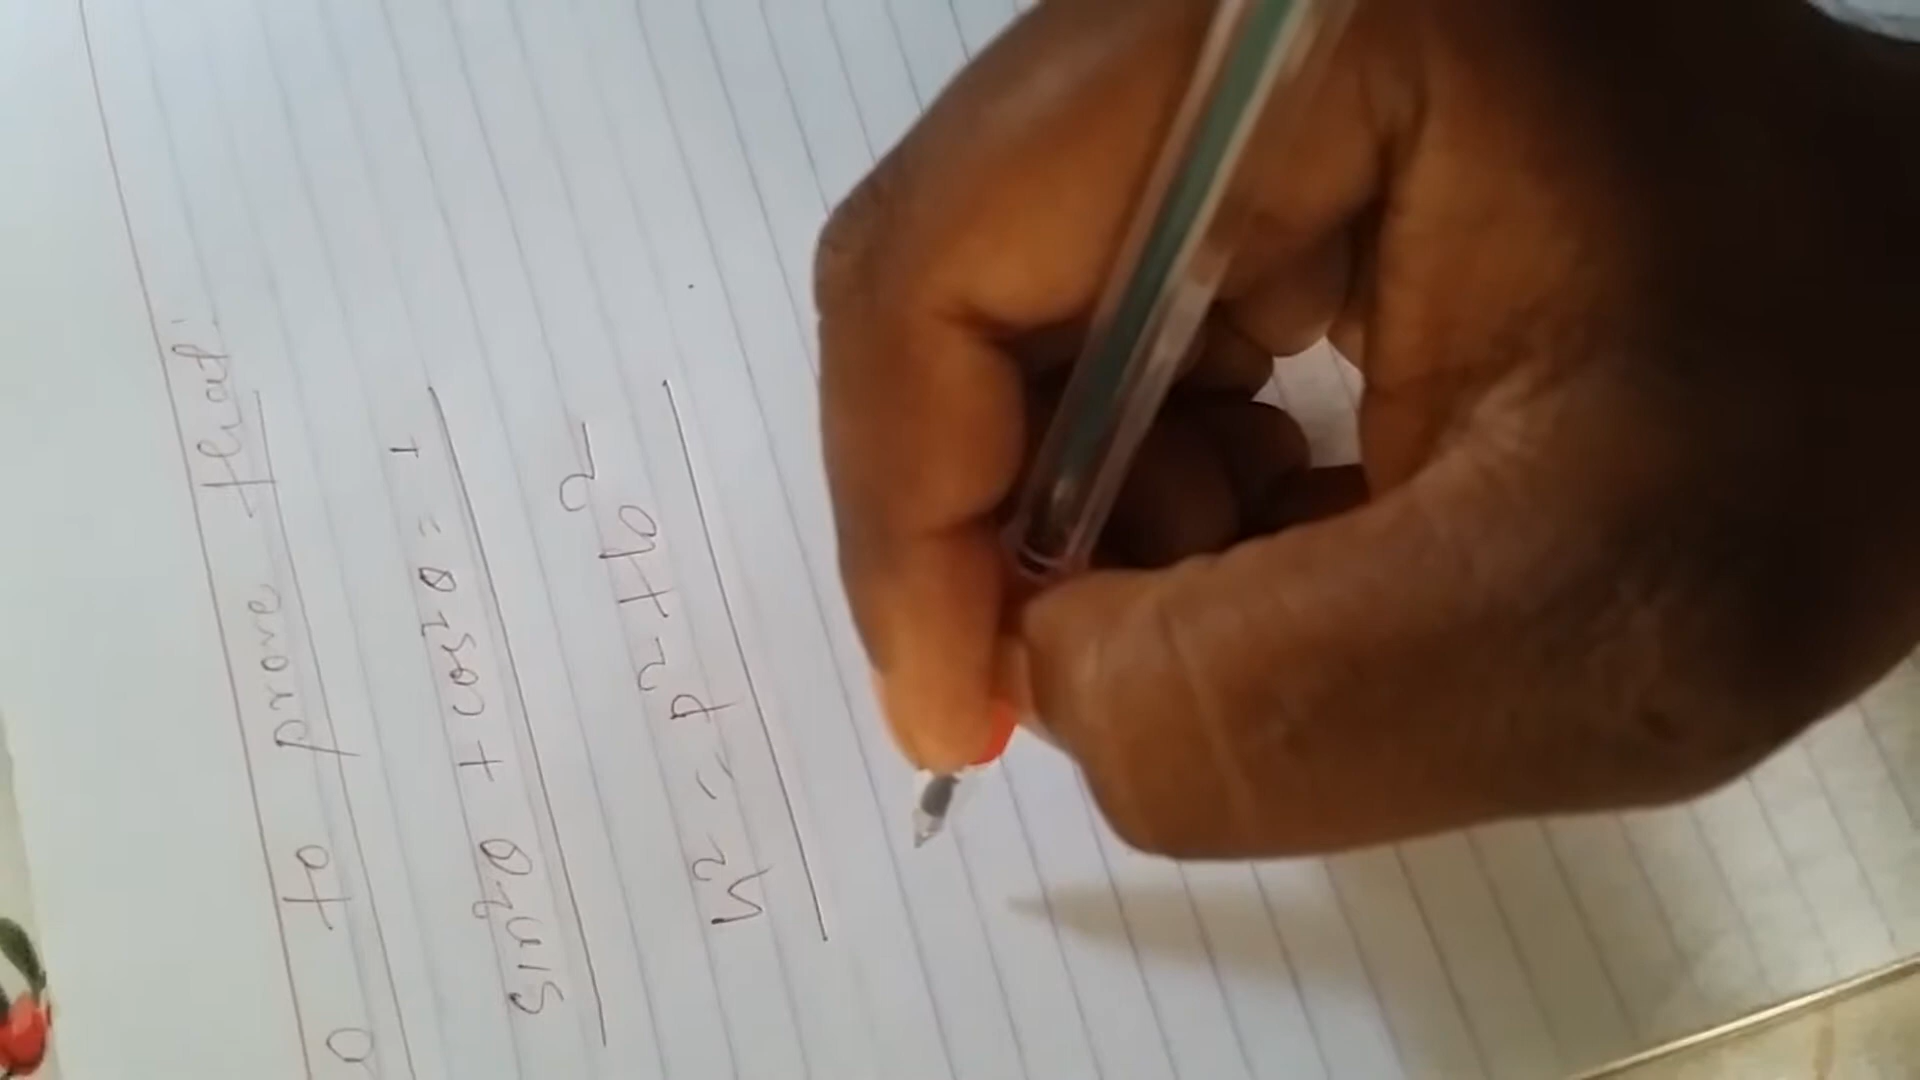 to prove that:
sin²θ + cos²θ = 1
h² = p² + b²